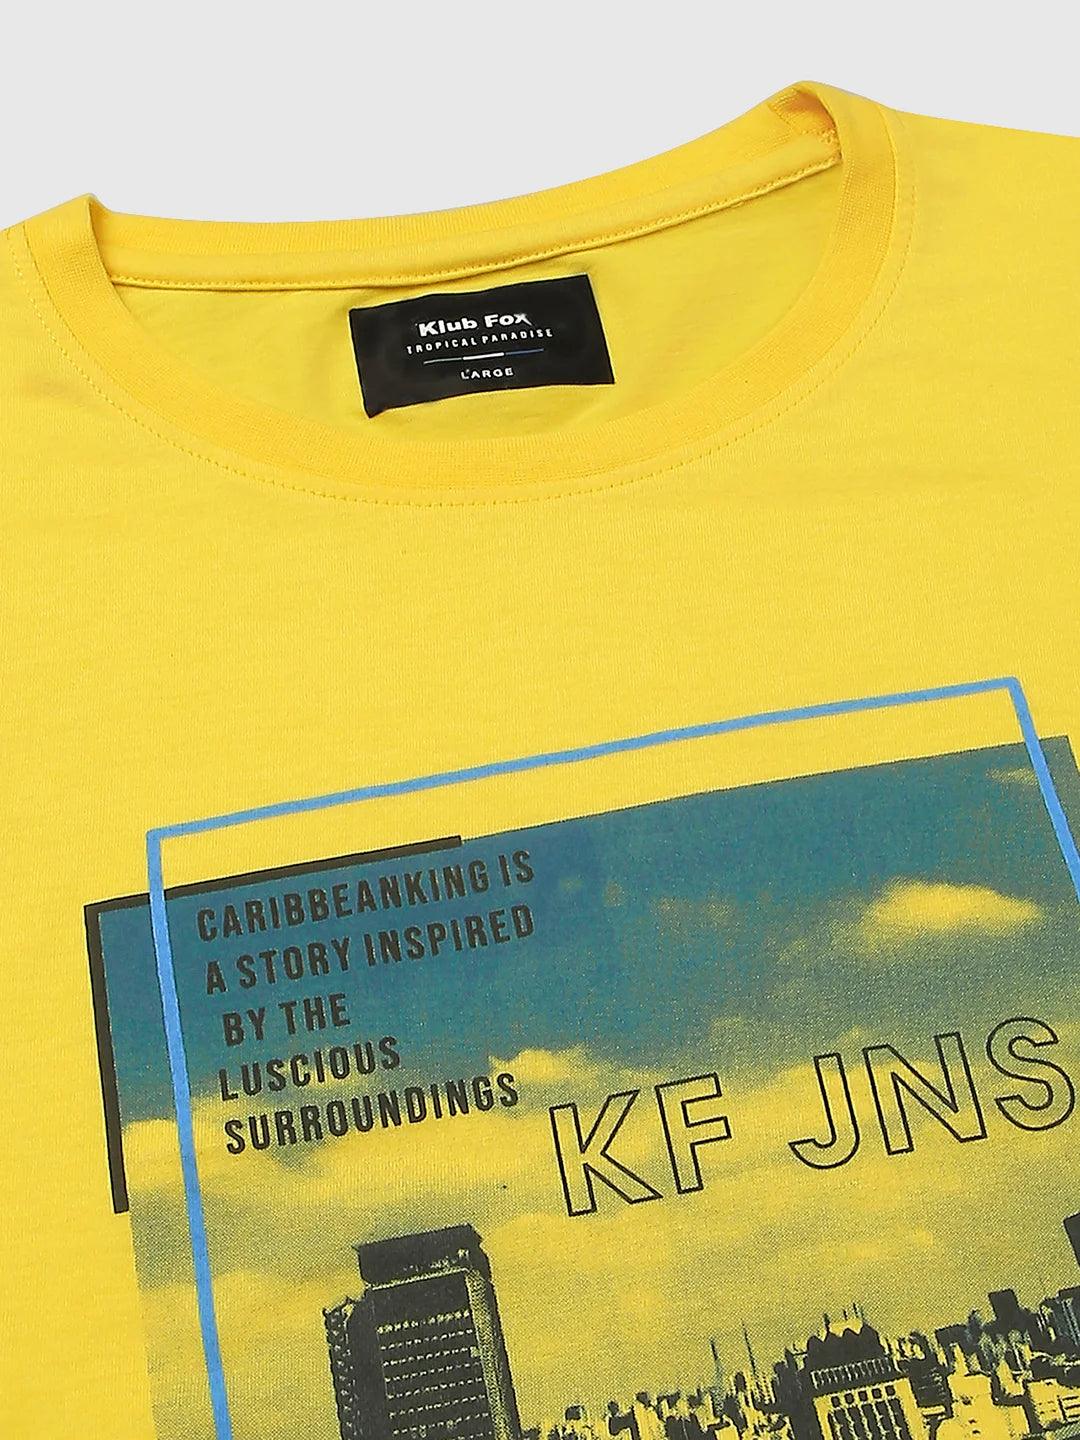 Klub Fox
TROPICAL PARADISE
LARGE
CARIBBEANKING IS
A STORY INSPIRED
BY THE
LUSCIOUS
SURROUNDINGS
KF JNS